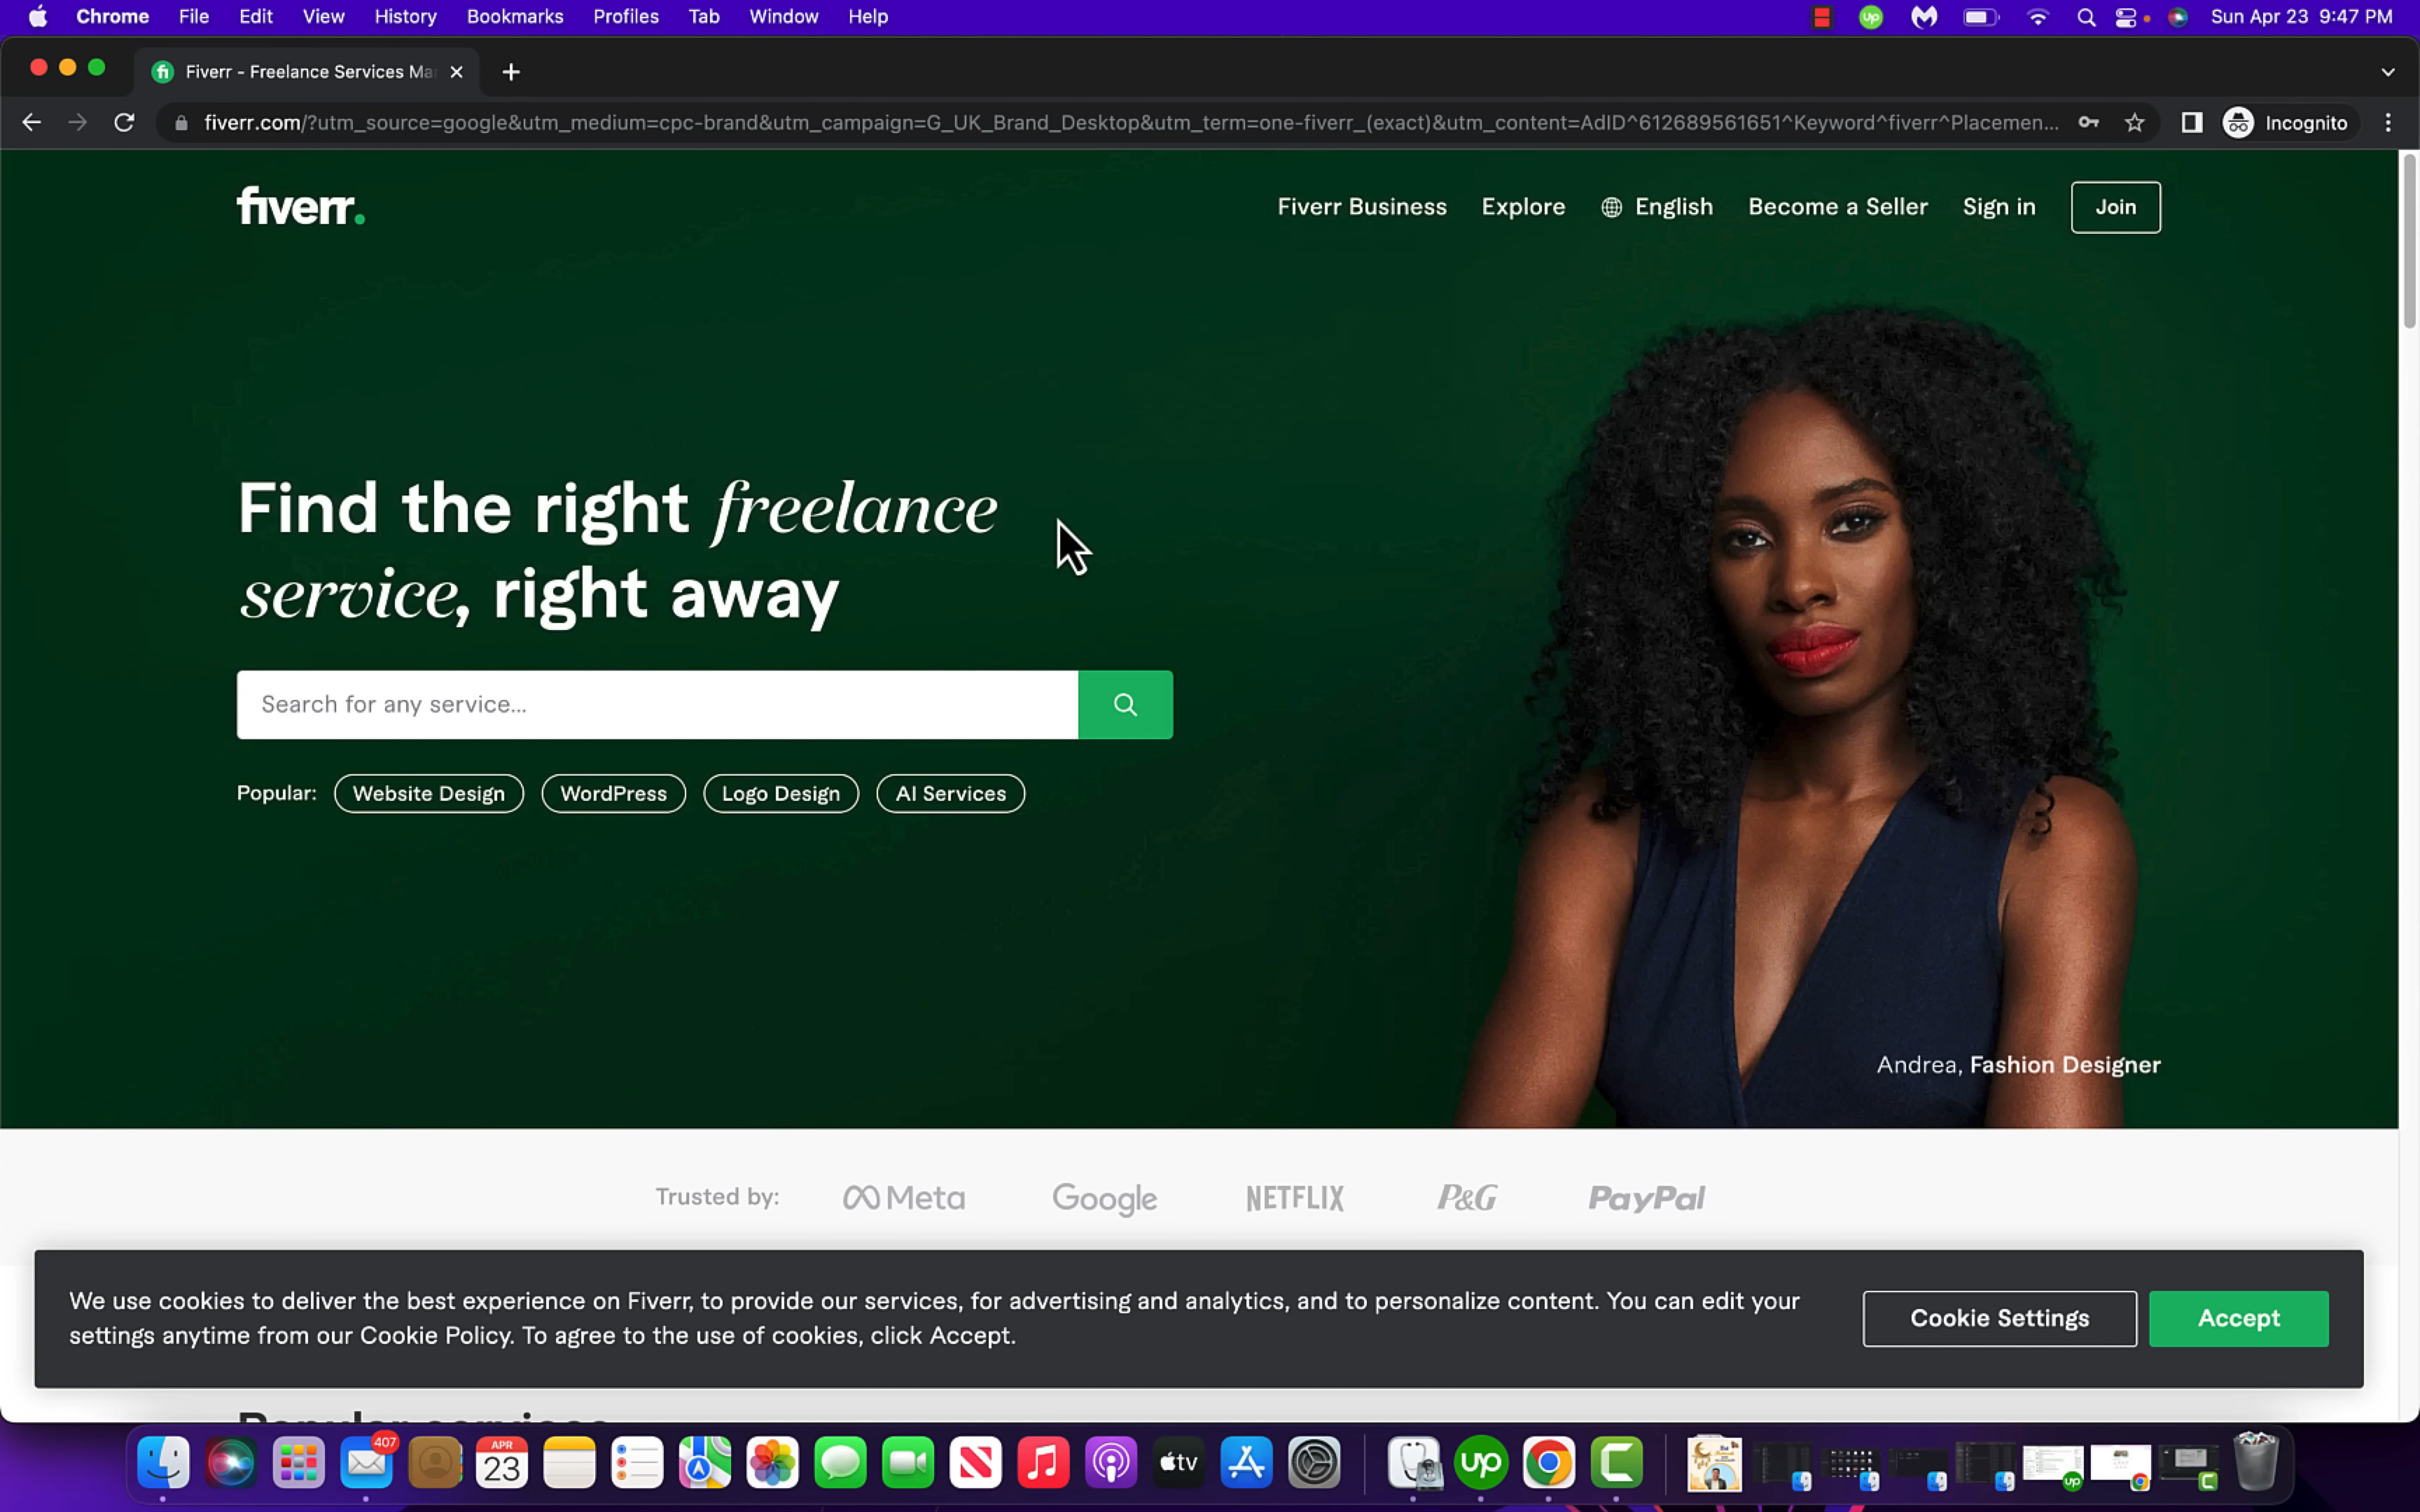 Chrome File Edit View History Bookmarks Profiles Tab Window Help
up
Sun Apr 23 9:47 PM
fi Fiverr - Freelance Services Ma
fiverr.com/?utm_source=google&utm_medium=cpc-brand&utm_campaign=G_UK_Brand_Desktop&utm_term=one-fiverr_(exact)&utm_content=AdID^612689561651^Keyword^fiverr^Placemen...
Incognito
fiverr.
Fiverr Business Explore English Become a Seller Sign in Join
Find the right freelance
service, right away
Search for any service...
Popular: Website Design WordPress Logo Design AI Services
Andrea, Fashion Designer
Trusted by: Meta Google NETFLIX P&G PayPal
We use cookies to deliver the best experience on Fiverr, to provide our services, for advertising and analytics, and to personalize content. You can edit your
settings anytime from our Cookie Policy. To agree to the use of cookies, click Accept.
Cookie Settings
Accept
Popular services
407
APR
23
tv
up